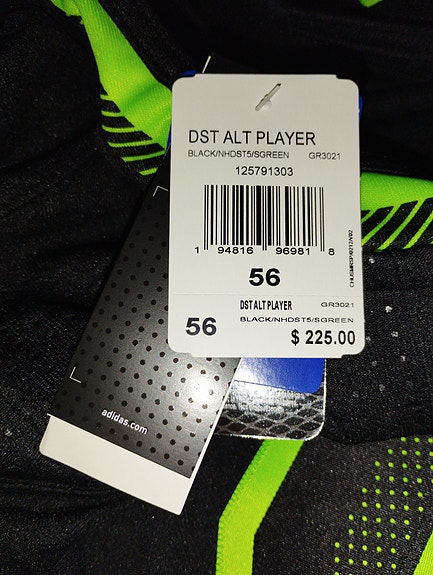 DST ALT PLAYER
BLACK/NHDST5/SGREEN GR3021
125791303
1 94816 96981 8
56
DST ALT PLAYER GR3021
BLACK/NHDST5/SGREEN
56
$ 225.00
adidas.com